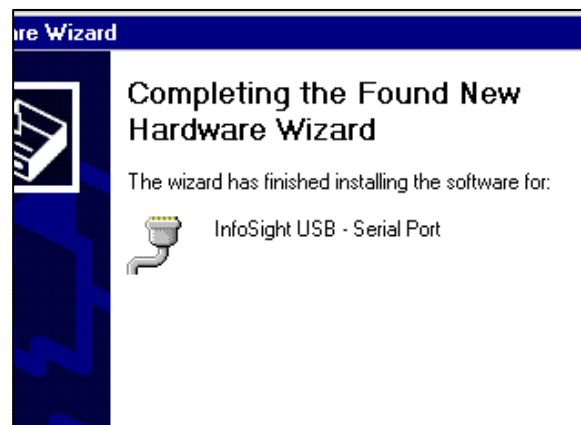 re Wizard
Completing the Found New
Hardware Wizard
The wizard has finished installing the software for:
InfoSight USB - Serial Port